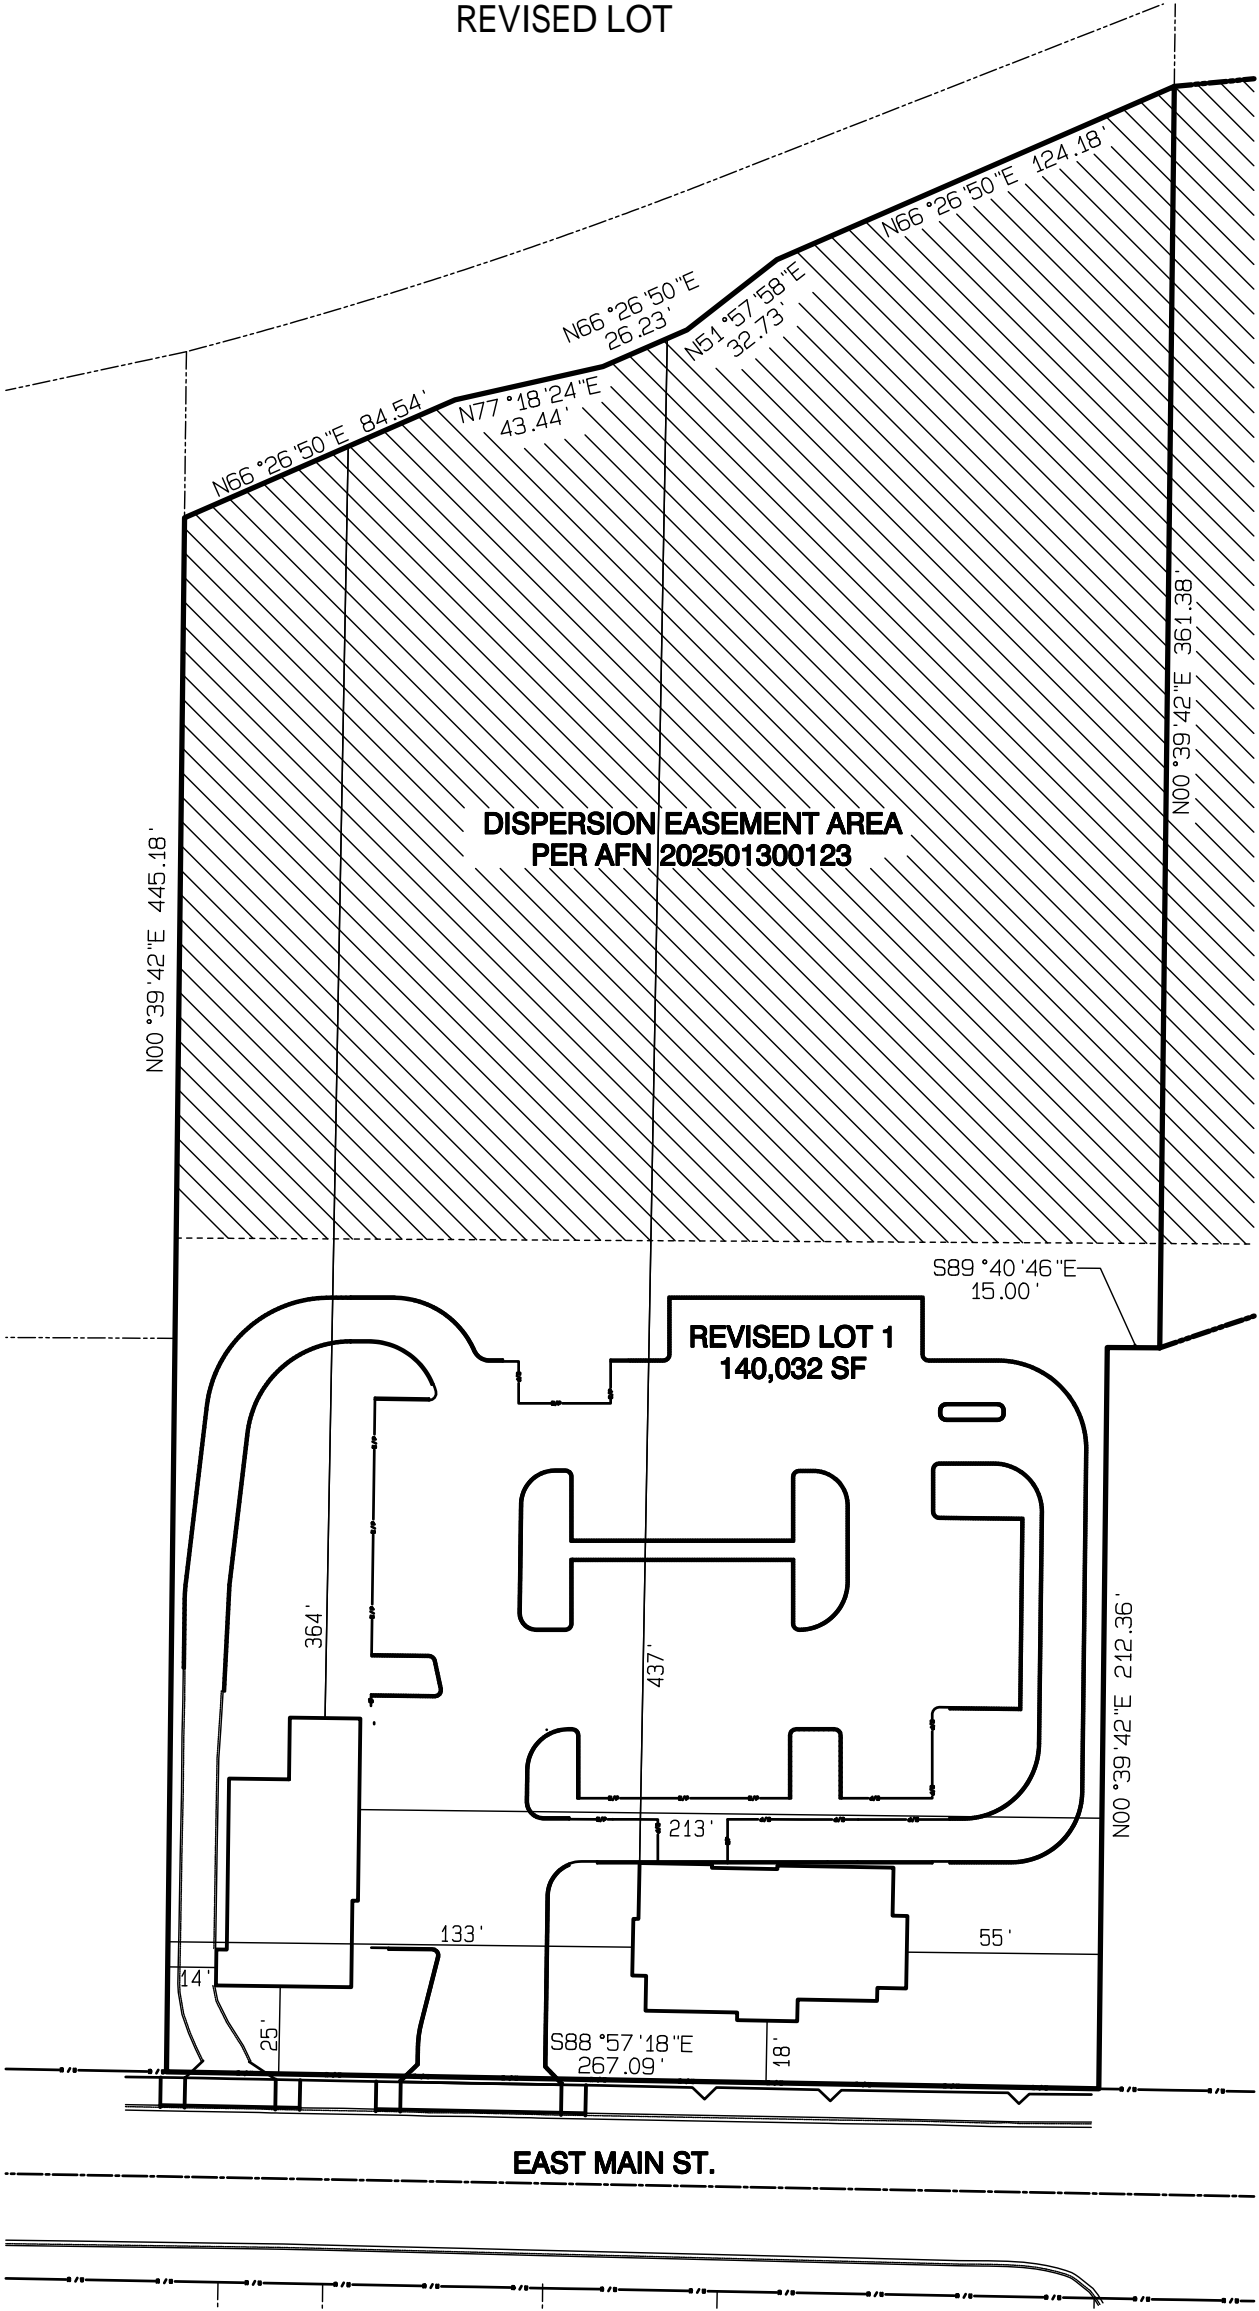 REVISED LOT
N66°26'50"E 124.18'
N66°26'50"E
26.23'
N51°57'58"E
32.73'
N77°18'24"E
43.44'
N66°26'50"E 84.54'
N00°39'42"E 361.38'
DISPERSION EASEMENT AREA
PER AFN 202501300123
N00°39'42"E 445.18'
S89°40'46"E
15.00'
REVISED LOT 1
140,032 SF
364'
437'
N00°39'42"E 212.36'
213'
133'
55'
14'
25'
18'
S88°57'18"E
267.09'
EAST MAIN ST.